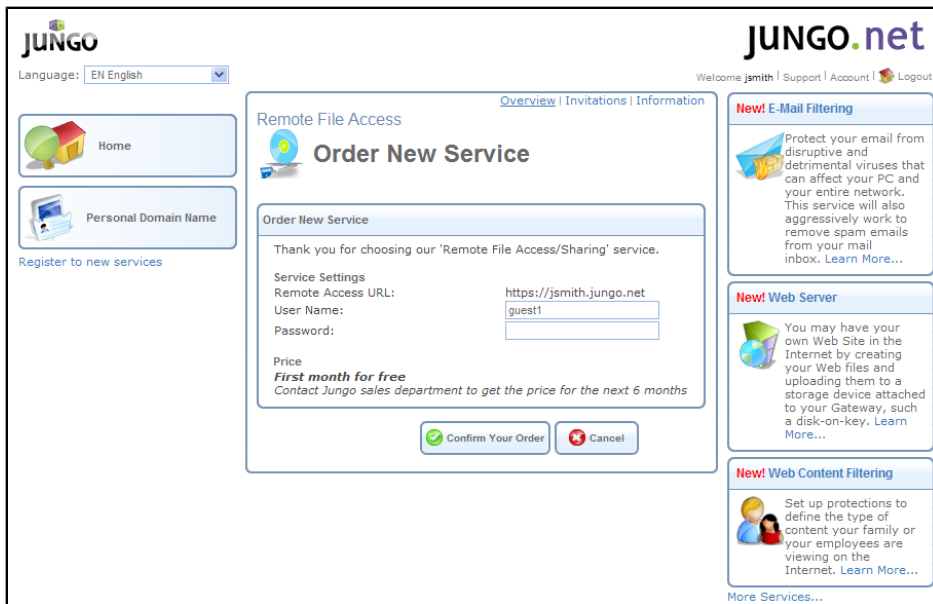 JUNGO
JUNGO.net
Language: EN English
Welcome jsmith | Support | Account | Logout
Home
Personal Domain Name
Register to new services
Overview | Invitations | Information
Remote File Access
Order New Service
Order New Service
Thank you for choosing our 'Remote File Access/Sharing' service.
Service Settings
Remote Access URL: https://jsmith.jungo.net
User Name: guest1
Password:
Price
First month for free
Contact Jungo sales department to get the price for the next 6 months
Confirm Your Order
Cancel
New! E-Mail Filtering
Protect your email from
disruptive and
detrimental viruses that
can affect your PC and
your entire network.
This service will also
aggressively work to
remove spam emails
from your mail
inbox. Learn More...
New! Web Server
You may have your
own Web Site in the
Internet by creating
your Web files and
uploading them to a
storage device attached
to your Gateway, such
a disk-on-key. Learn
More...
New! Web Content Filtering
Set up protections to
define the type of
content your family or
your employees are
viewing on the
Internet. Learn More...
More Services...